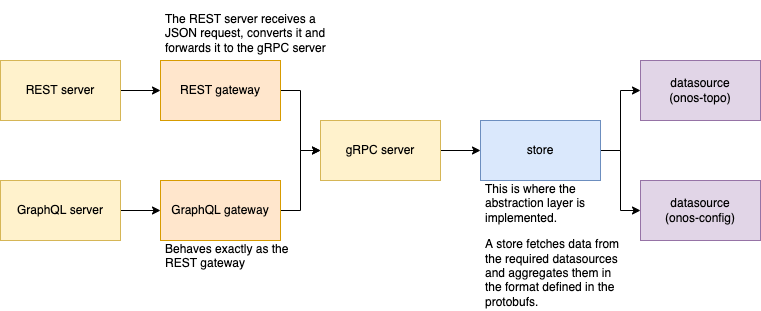 The REST server receives a
JSON request, converts it and
forwards it to the gRPC server
REST server
REST gateway
datasource
(onos-topo)
gRPC server
store
GraphQL server
GraphQL gateway
datasource
(onos-config)
This is where the
abstraction layer is
implemented.
Behaves exactly as the
REST gateway
A store fetches data from
the required datasources
and aggregates them in
the format defined in the
protobufs.